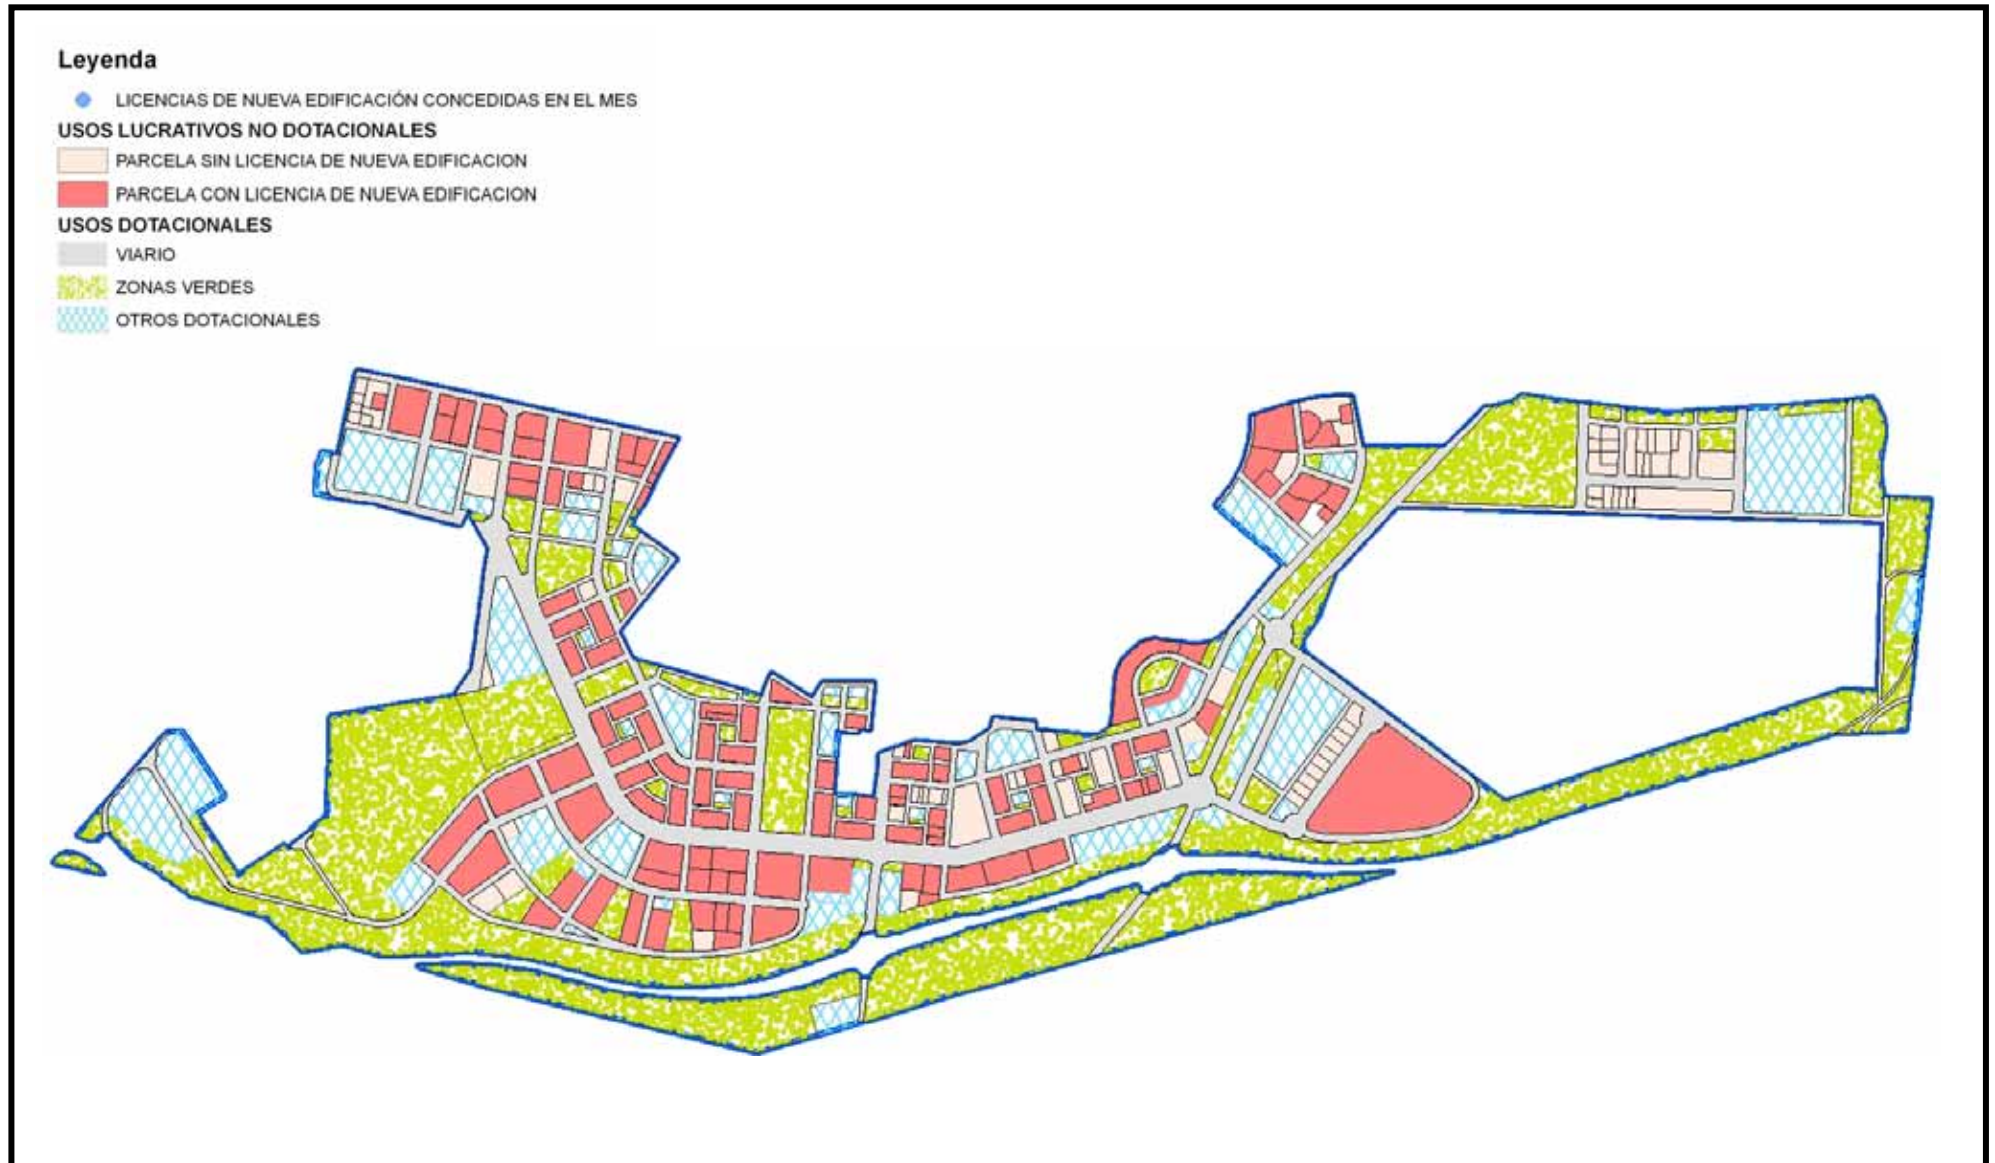 Leyenda
LICENCIAS DE NUEVA EDIFICACIÓN CONCEDIDAS EN EL MES
USOS LUCRATIVOS NO DOTACIONALES
PARCELA SIN LICENCIA DE NUEVA EDIFICACION
PARCELA CON LICENCIA DE NUEVA EDIFICACION
USOS DOTACIONALES
VIARIO
ZONAS VERDES
OTROS DOTACIONALES